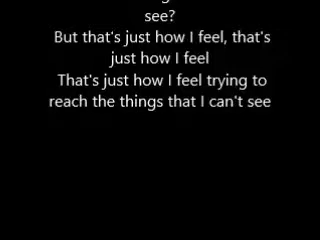 see?
But that's just how I feel, that's
just how I feel
That's just how I feel trying to
reach the things that I can't see